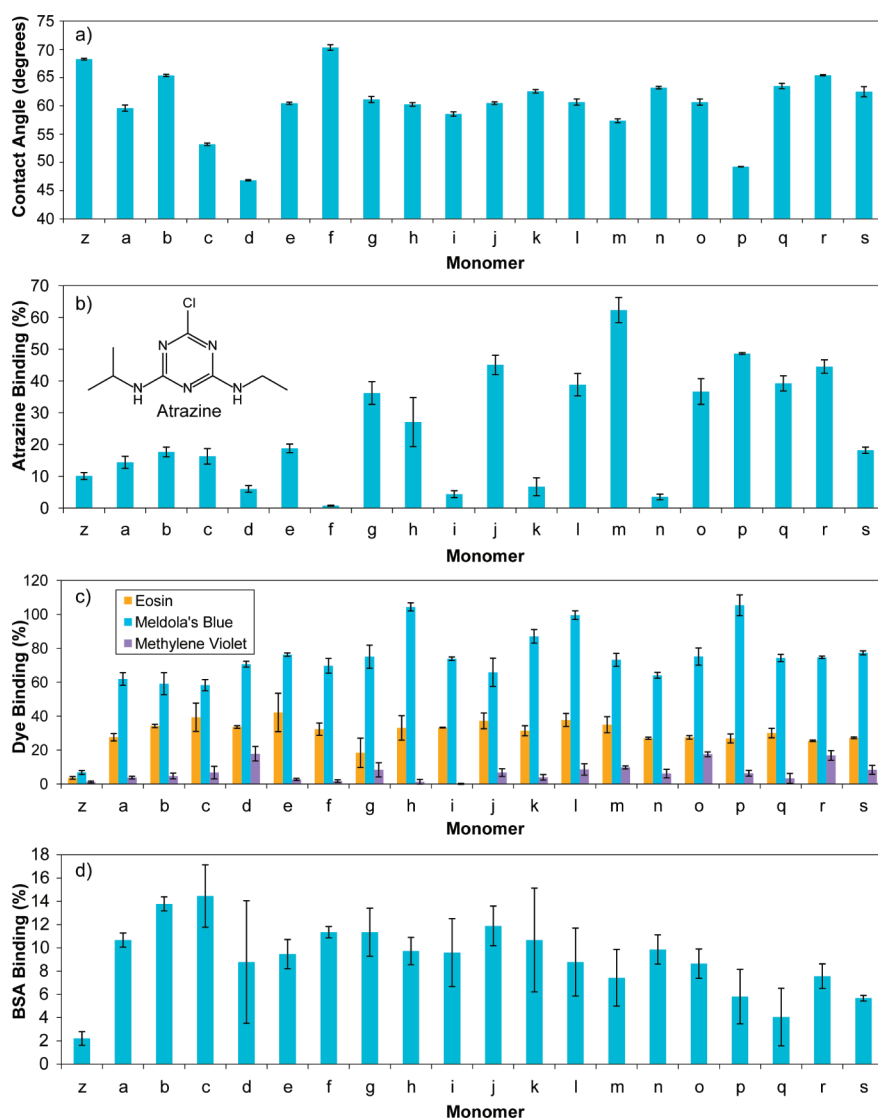 a)
Contact Angle (degrees)
75
70
65
60
55
50
45
40
z a b c d e f g h i j k l m n o p q r s
Monomer
b)
Atrazine Binding (%)
70
60
50
40
30
20
10
0
Cl
N N
N N N
H H
Atrazine
z a b c d e f g h i j k l m n o p q r s
Monomer
c)
Eosin
Meldola's Blue
Methylene Violet
Dye Binding (%)
120
100
80
60
40
20
0
z a b c d e f g h i j k l m n o p q r s
Monomer
d)
BSA Binding (%)
18
16
14
12
10
8
6
4
2
0
z a b c d e f g h i j k l m n o p q r s
Monomer